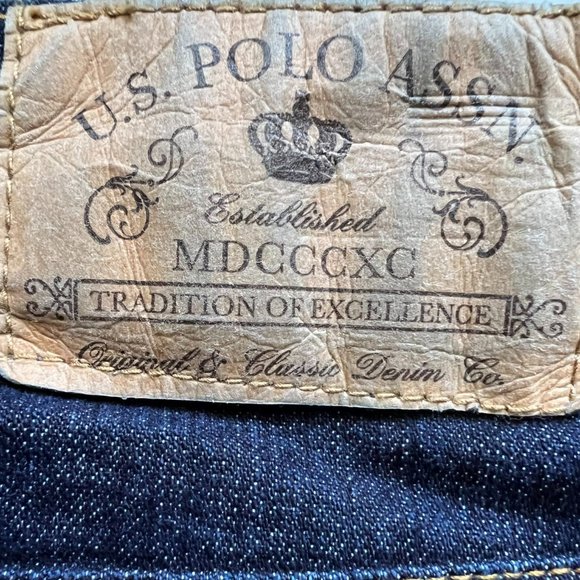 U.S. POLO ASSN.
Established
MDCCCXC
TRADITION OF EXCELLENCE
Original & Classic Denim Co.